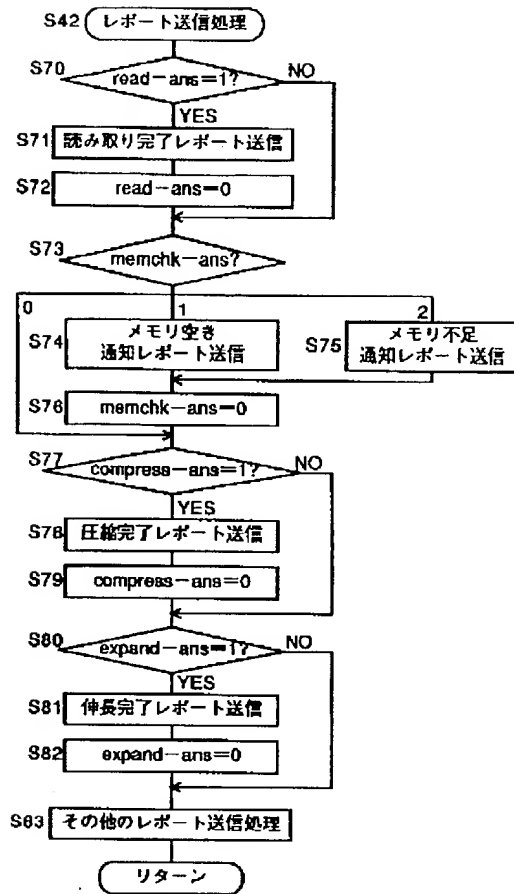 S42 レポート送信処理
S70 read-ans=1? NO
YES
S71 読み取り完了レポート送信
S72 read-ans=0
S73 memchk-ans?
0 1 2
S74 メモリ空き 通知レポート送信
S75 メモリ不足 通知レポート送信
S76 memchk-ans=0
S77 compress-ans=1? NO
YES
S78 圧縮完了レポート送信
S79 compress-ans=0
S80 expand-ans=1? NO
YES
S81 伸長完了レポート送信
S82 expand-ans=0
S83 その他のレポート送信処理
リターン